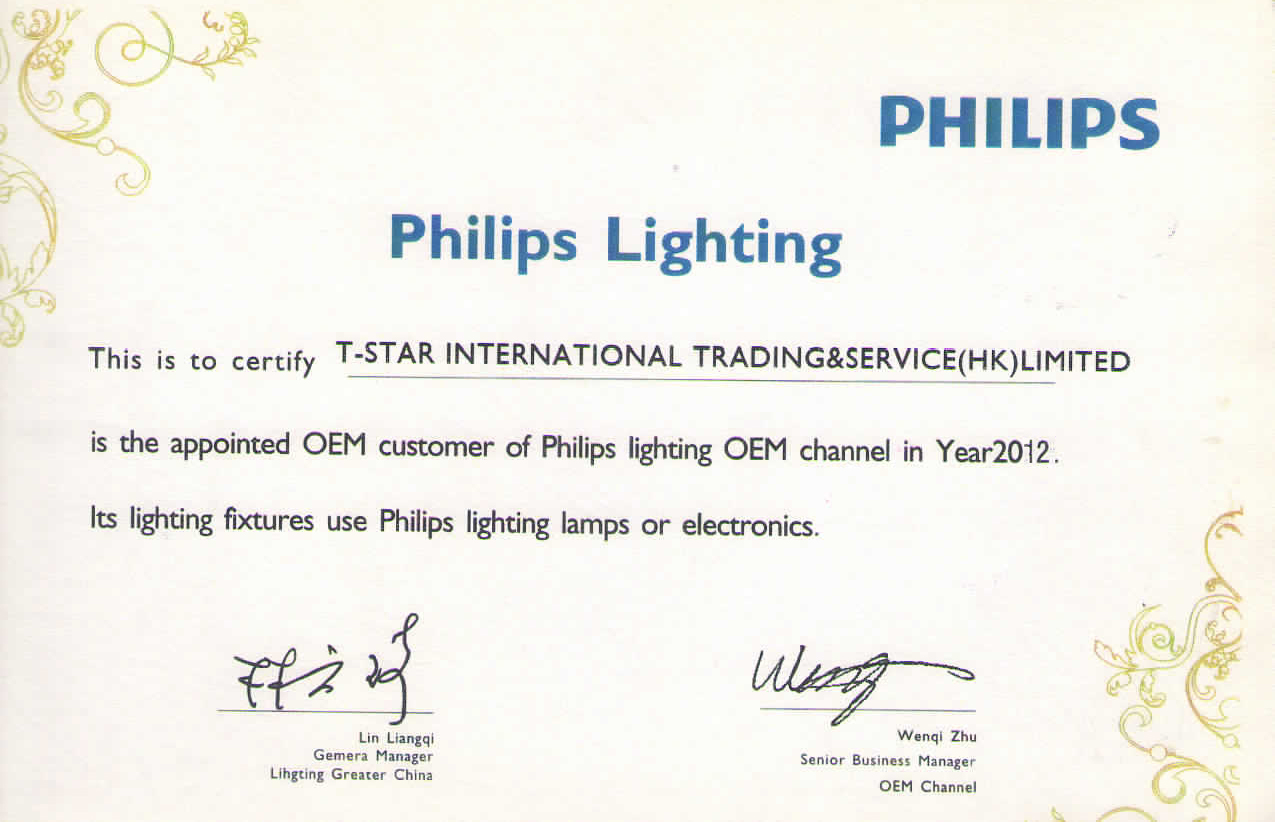 PHILIPS
Philips Lighting
This is to certify T-STAR INTERNATIONAL TRADING&SERVICE(HK)LIMITED
is the appointed OEM customer of Philips lighting OEM channel in Year2012.
Its lighting fixtures use Philips lighting lamps or electronics.
Lin Liangqi
Gemera Manager
Lihgting Greater China
Wenqi Zhu
Senior Business Manager
OEM Channel